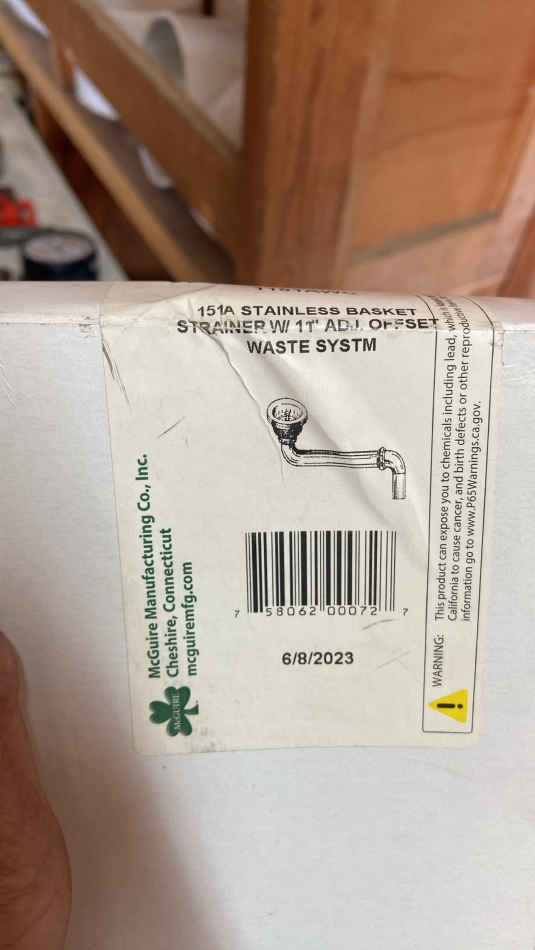 151A STAINLESS BASKET
STRAINER W/ 11" ADJ. OFFSET
WASTE SYSTM
McGuire Manufacturing Co., Inc.
Cheshire, Connecticut
mcguiremfg.com
McGUIRE
7 58062 00072 7
6/8/2023
WARNING:
This product can expose you to chemicals including lead, which
California to cause cancer, and birth defects or other reproductive
information go to www.P65Warnings.ca.gov.